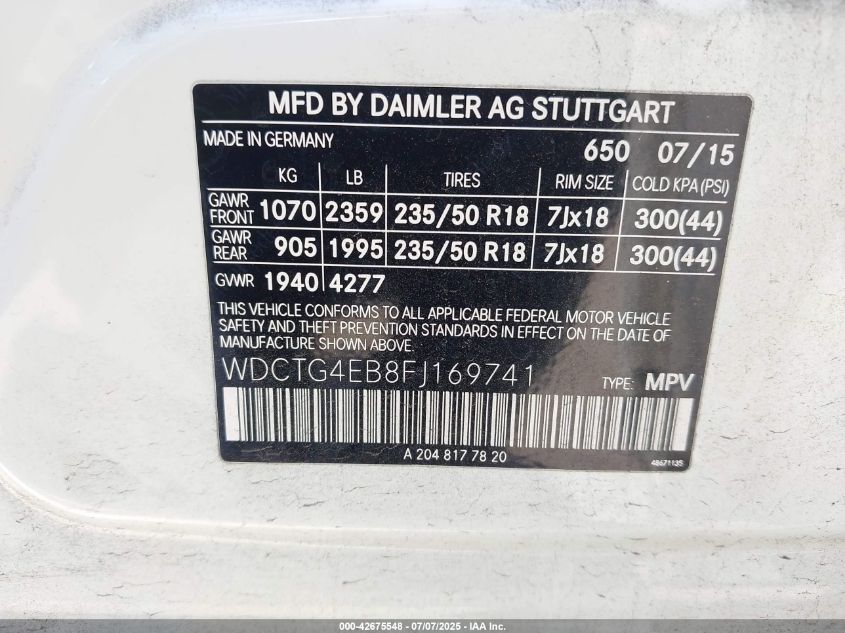 MFD BY DAIMLER AG STUTTGART
MADE IN GERMANY 650 07/15
KG LB TIRES RIM SIZE COLD KPA (PSI)
GAWR FRONT 1070 2359 235/50 R18 7Jx18 300(44)
GAWR REAR 905 1995 235/50 R18 7Jx18 300(44)
GVWR 1940 4277
THIS VEHICLE CONFORMS TO ALL APPLICABLE FEDERAL MOTOR VEHICLE
SAFETY AND THEFT PREVENTION STANDARDS IN EFFECT ON THE DATE OF
MANUFACTURE SHOWN ABOVE.
WDCTG4EB8FJ169741 TYPE: MPV
A 204 817 78 20 48671135
000-42675548 - 07/07/2025 - IAA Inc.